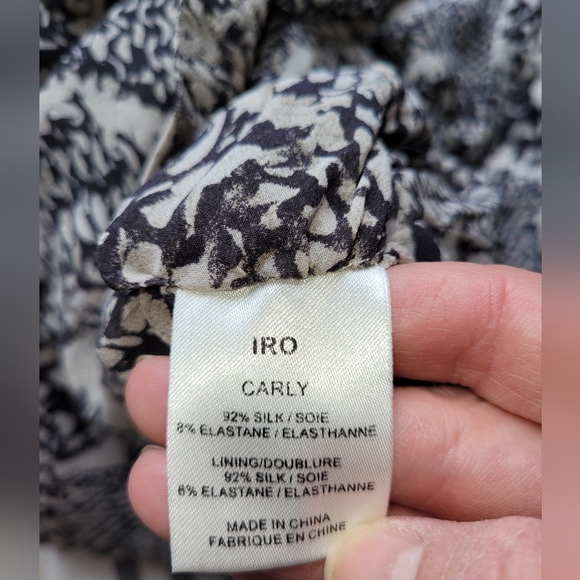 IRO
CARLY
92% SILK / SOIE
8% ELASTANE / ELASTHANNE
LINING/DOUBLURE
92% SILK / SOIE
8% ELASTANE / ELASTHANNE
MADE IN CHINA
FABRIQUE EN CHINE